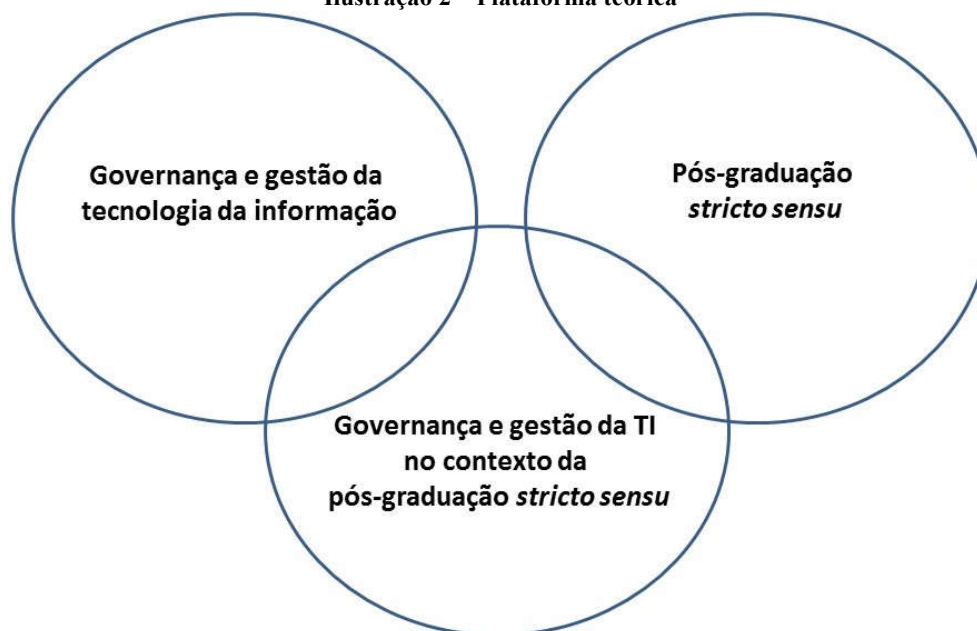 Ilustração 2 – Plataforma teórica
Governança e gestão da
tecnologia da informação
Pós-graduação
stricto sensu
Governança e gestão da TI
no contexto da
pós-graduação stricto sensu